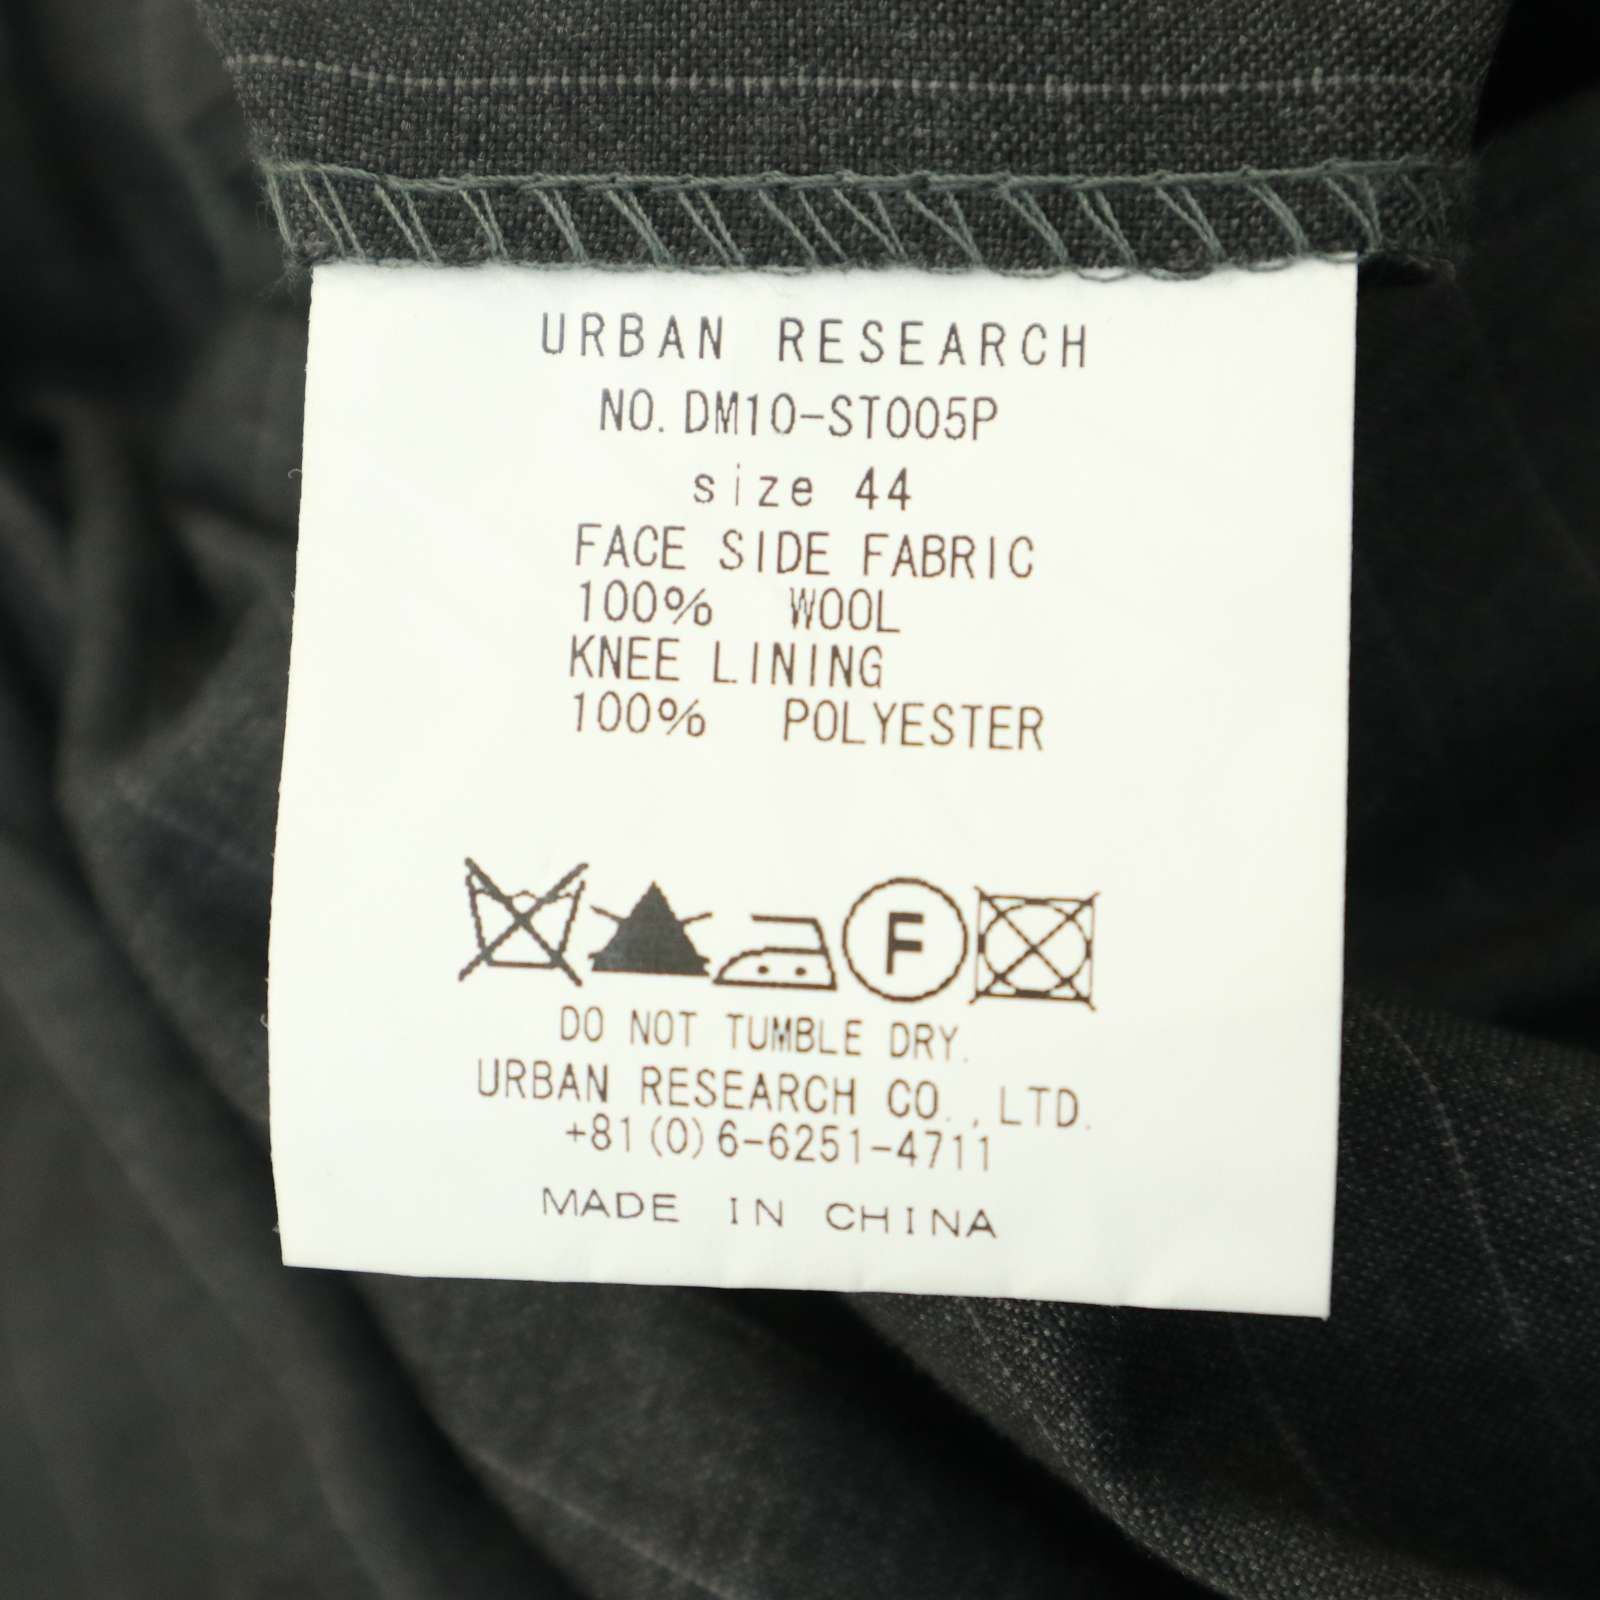 URBAN RESEARCH
NO. DM10-ST005P
size 44
FACE SIDE FABRIC
100% WOOL
KNEE LINING
100% POLYESTER
F
DO NOT TUMBLE DRY.
URBAN RESEARCH CO., LTD.
+81(0)6-6251-4711
MADE IN CHINA